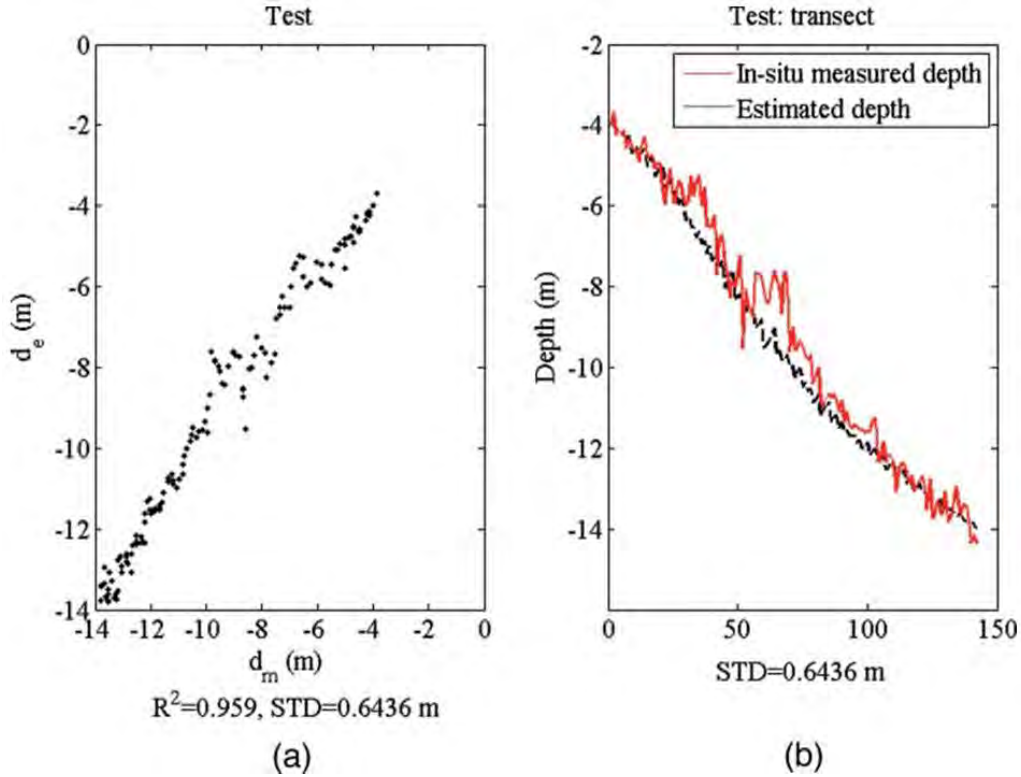 Test
0
-2
-4
-6
-8
-10
-12
-14
d_e (m)
-14 -12 -10 -8 -6 -4 -2 0
d_m (m)
R²=0.959, STD=0.6436 m
(a)
Test: transect
In-situ measured depth
Estimated depth
-2
-4
-6
-8
-10
-12
-14
Depth (m)
0 50 100 150
STD=0.6436 m
(b)